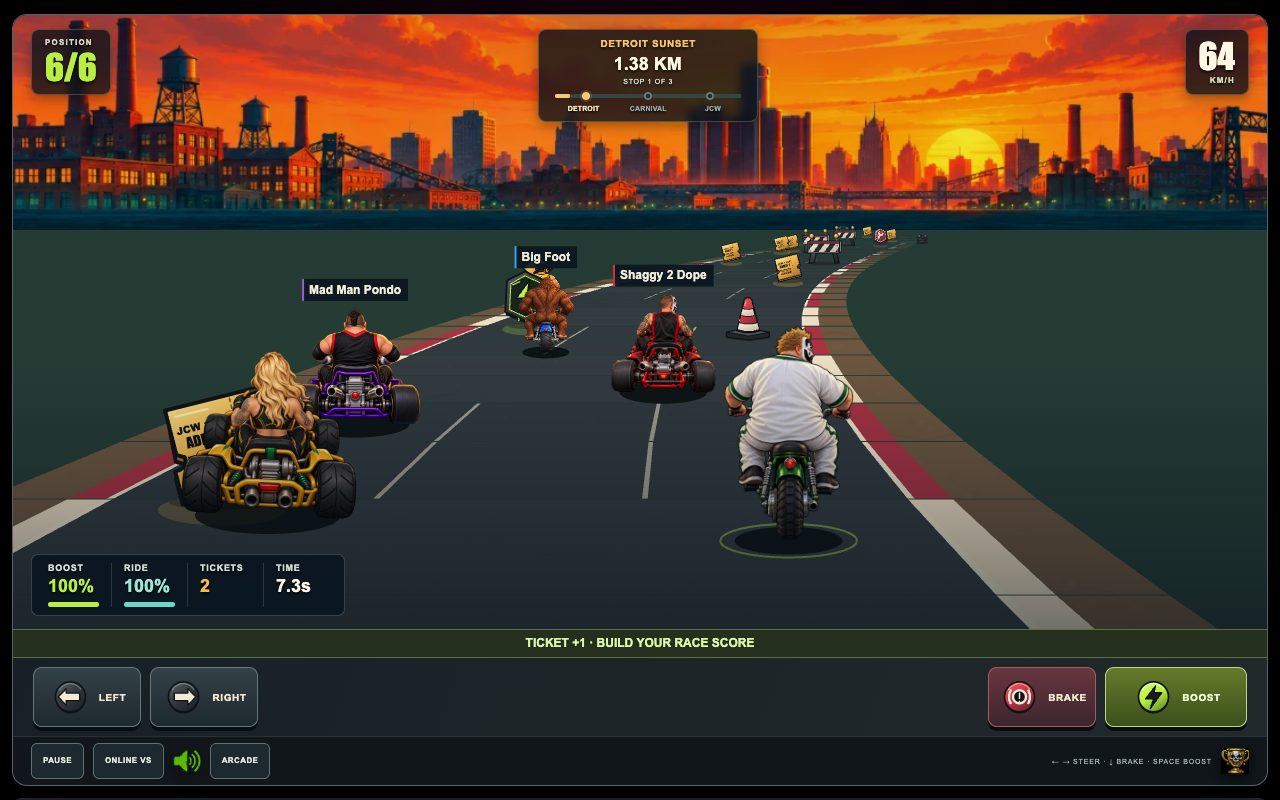 POSITION
6/6
DETROIT SUNSET
1.38 KM
STOP 1 OF 3
DETROIT
CARNIVAL
JCW
64
KM/H
Big Foot
Shaggy 2 Dope
Mad Man Pondo
JCW
AD
BOOST
100%
RIDE
100%
TICKETS
2
TIME
7.3s
TICKET +1 · BUILD YOUR RACE SCORE
LEFT
RIGHT
BRAKE
BOOST
PAUSE
ONLINE VS
ARCADE
←→ STEER · ↓ BRAKE · SPACE BOOST